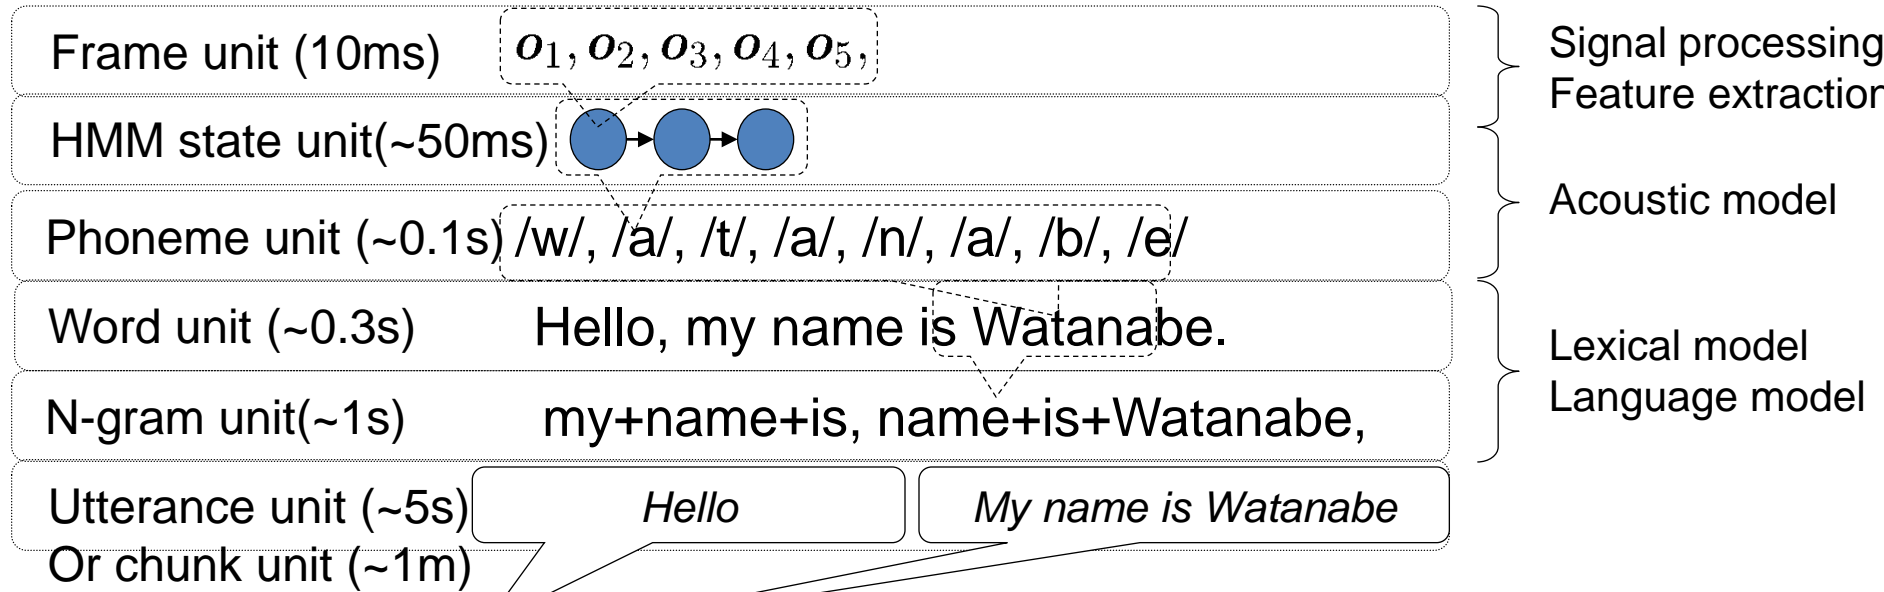 Frame unit (10ms) o1, o2, o3, o4, o5,
Signal processing
Feature extraction
HMM state unit(~50ms)
Phoneme unit (~0.1s) /w/, /a/, /t/, /a/, /n/, /a/, /b/, /e/
Acoustic model
Word unit (~0.3s) Hello, my name is Watanabe.
Lexical model
Language model
N-gram unit(~1s) my+name+is, name+is+Watanabe,
Utterance unit (~5s) Hello My name is Watanabe
Or chunk unit (~1m)